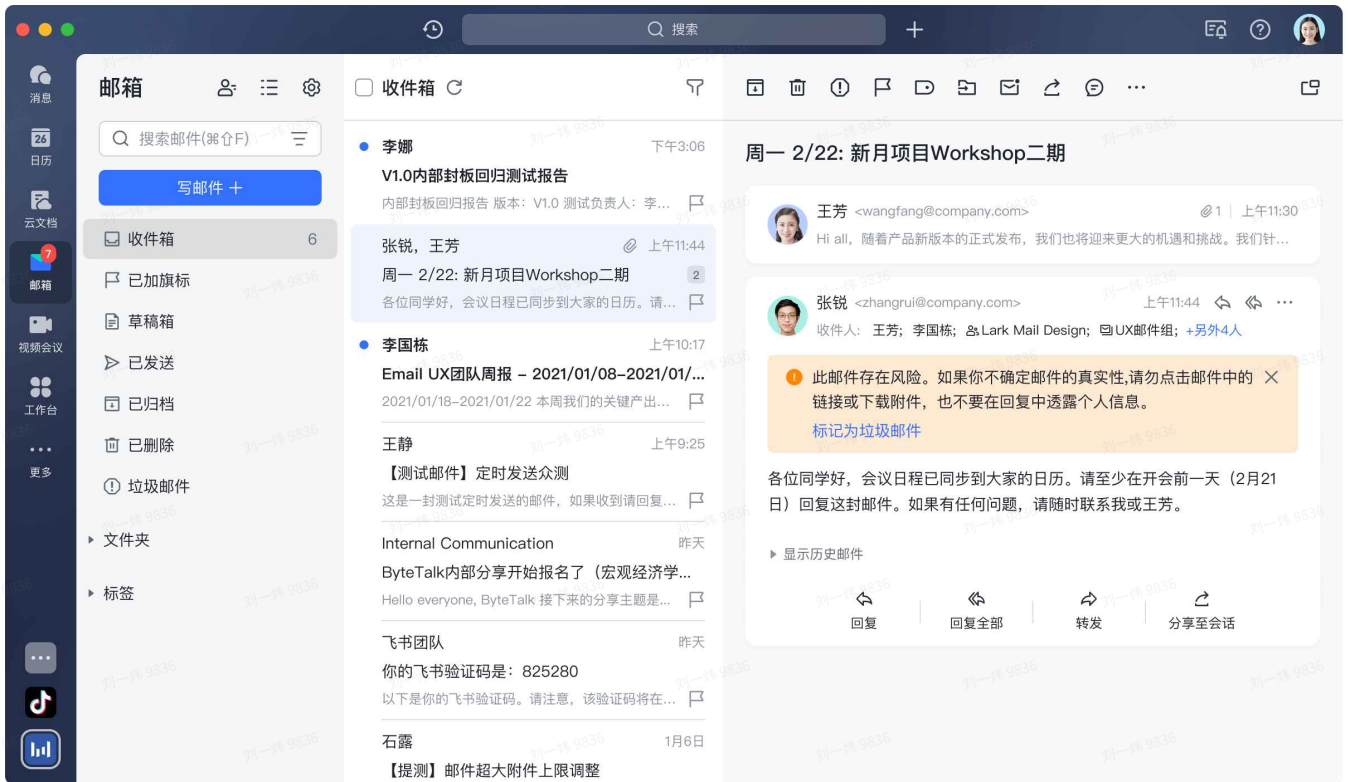 搜索
消息
26
日历
云文档
7
邮箱
视频会议
工作台
更多
邮箱
搜索邮件(⌘⇧F)
写邮件 +
收件箱 6
已加旗标
草稿箱
已发送
已归档
已删除
垃圾邮件
文件夹
标签
收件箱
李娜 下午3:06
V1.0内部封板回归测试报告
内部封板回归报告 版本：V1.0 测试负责人：李...
张锐，王芳 上午11:44
周一 2/22: 新月项目Workshop二期 2
各位同学好，会议日程已同步到大家的日历。请...
李国栋 上午10:17
Email UX团队周报 – 2021/01/08–2021/01/...
2021/01/18–2021/01/22 本周我们的关键产出...
王静 上午9:25
【测试邮件】定时发送众测
这是一封测试定时发送的邮件，如果收到请回复...
Internal Communication 昨天
ByteTalk内部分享开始报名了（宏观经济学...
Hello everyone, ByteTalk 接下来的分享主题是...
飞书团队 昨天
你的飞书验证码是：825280
以下是你的飞书验证码。请注意，该验证码将在...
石露 1月6日
【提测】邮件超大附件上限调整
周一 2/22: 新月项目Workshop二期
王芳 <wangfang@company.com> 1 | 上午11:30
Hi all，随着产品新版本的正式发布，我们也将迎来更大的机遇和挑战。我们针...
张锐 <zhangrui@company.com> 上午11:44
收件人: 王芳; 李国栋; Lark Mail Design; UX邮件组; +另外4人
此邮件存在风险。如果你不确定邮件的真实性,请勿点击邮件中的
链接或下载附件，也不要在回复中透露个人信息。
标记为垃圾邮件
各位同学好，会议日程已同步到大家的日历。请至少在开会前一天（2月21
日）回复这封邮件。如果有任何问题，请随时联系我或王芳。
显示历史邮件
回复 回复全部 转发 分享至会话
刘一炜 9836